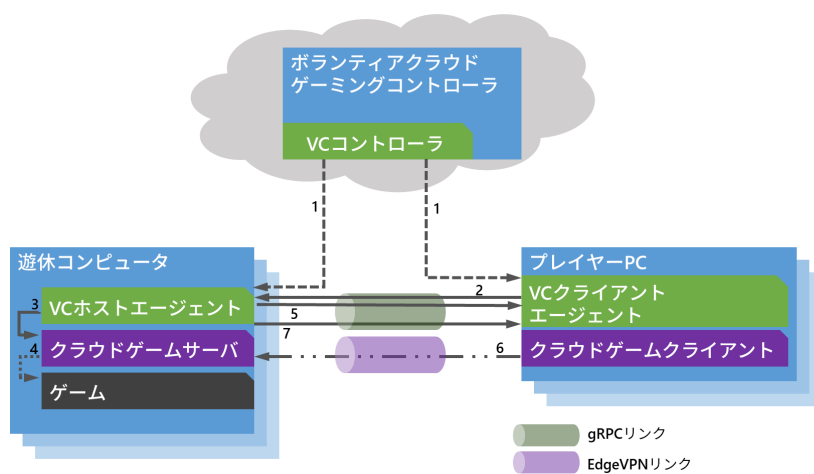 ボランティアクラウド
ゲーミングコントローラ
VCコントローラ
1
1
遊休コンピュータ
プレイヤーPC
VCホストエージェント
VCクライアント
エージェント
2
3
5
7
クラウドゲームサーバ
クラウドゲームクライアント
4
6
ゲーム
gRPCリンク
EdgeVPNリンク